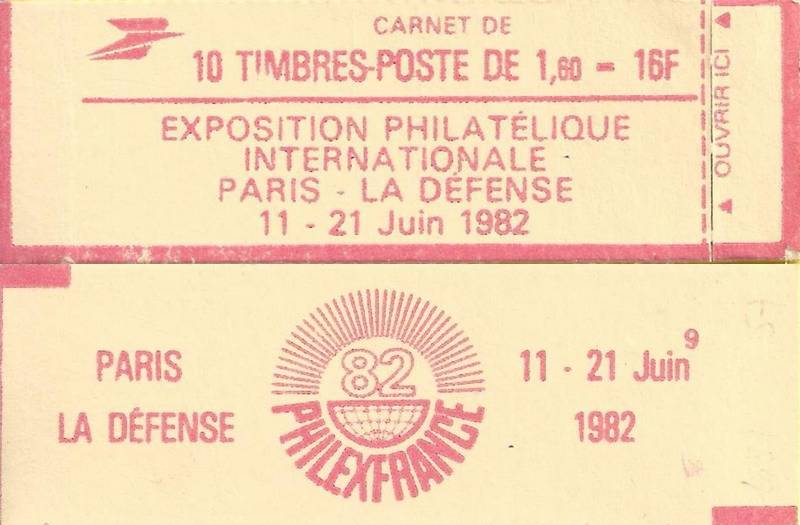 CARNET DE
10 TIMBRES-POSTE DE 1,60 = 16F
EXPOSITION PHILATÉLIQUE
INTERNATIONALE
PARIS - LA DÉFENSE
11 - 21 Juin 1982
OUVRIR ICI
PARIS
LA DÉFENSE
82
PHILEXFRANCE
11 - 21 Juin
9
1982